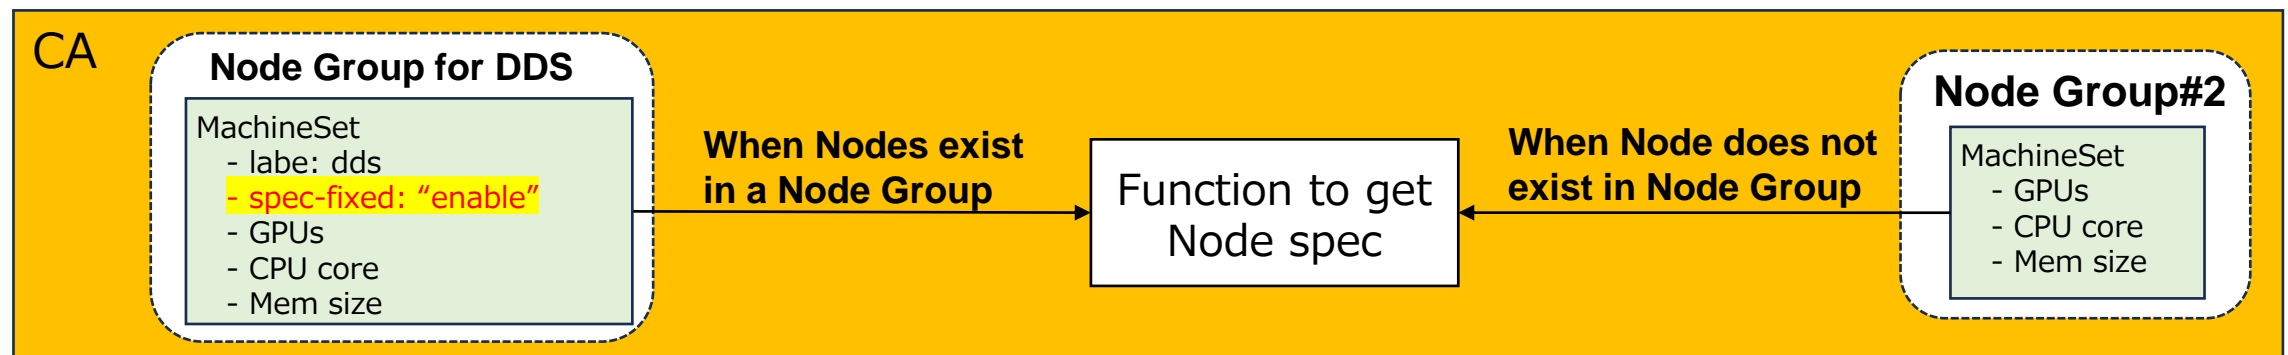 CA
Node Group for DDS
MachineSet
- labe: dds
- spec-fixed: “enable”
- GPUs
- CPU core
- Mem size
When Nodes exist
in a Node Group
Function to get
Node spec
When Node does not
exist in Node Group
Node Group#2
MachineSet
- GPUs
- CPU core
- Mem size